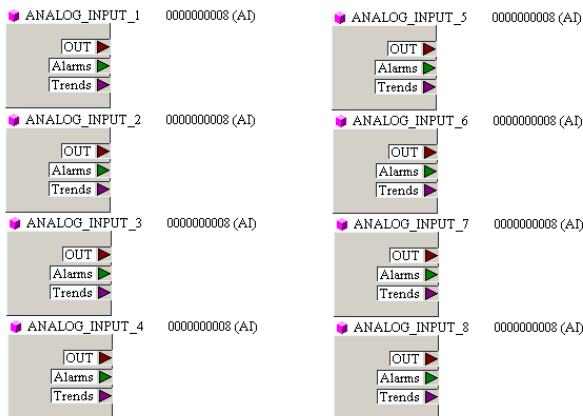 ANALOG_INPUT_1 0000000008 (AI)
OUT
Alarms
Trends
ANALOG_INPUT_2 0000000008 (AI)
OUT
Alarms
Trends
ANALOG_INPUT_3 0000000008 (AI)
OUT
Alarms
Trends
ANALOG_INPUT_4 0000000008 (AI)
OUT
Alarms
Trends
ANALOG_INPUT_5 0000000008 (AI)
OUT
Alarms
Trends
ANALOG_INPUT_6 0000000008 (AI)
OUT
Alarms
Trends
ANALOG_INPUT_7 0000000008 (AI)
OUT
Alarms
Trends
ANALOG_INPUT_8 0000000008 (AI)
OUT
Alarms
Trends